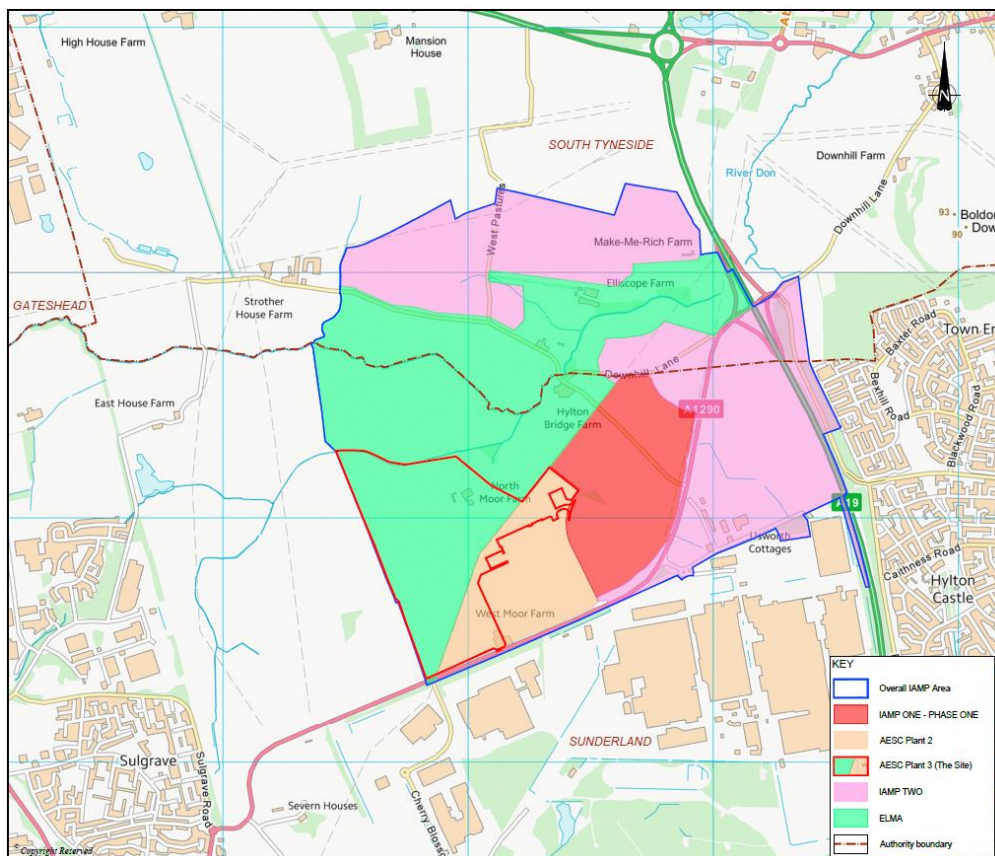 High House Farm
Mansion
House
N
SOUTH TYNESIDE
Downhill Farm
River Don
Downhill Lane
93
Boldon
90
Dow
West Pastures
Make-Me-Rich Farm
Elliscope Farm
GATESHEAD
Strother
House Farm
Baxter Road
Town En
Downhill Lane
Bexhill Road
East House Farm
A1290
Hylton
Bridge Farm
Blackwood Road
North
Moor Farm
A19
Usworth
Cottages
Caithness Road
Hylton
Castle
West Moor Farm
KEY
Overall IAMP Area
IAMP ONE - PHASE ONE
AESC Plant 2
AESC Plant 3 (The Site)
IAMP TWO
ELMA
Authority boundary
SUNDERLAND
Sulgrave
Sulgrave Road
Severn Houses
Cherry Blosso
© Copyright Reserved